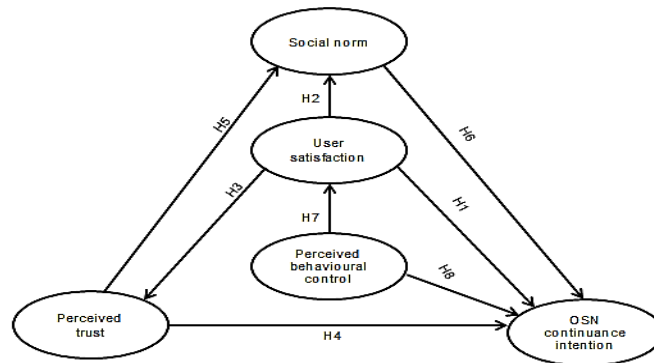 Social norm
H5
H2
H6
User
satisfaction
H3
H1
H7
Perceived
behavioural
control
H8
Perceived
trust
H4
OSN
continuance
intention